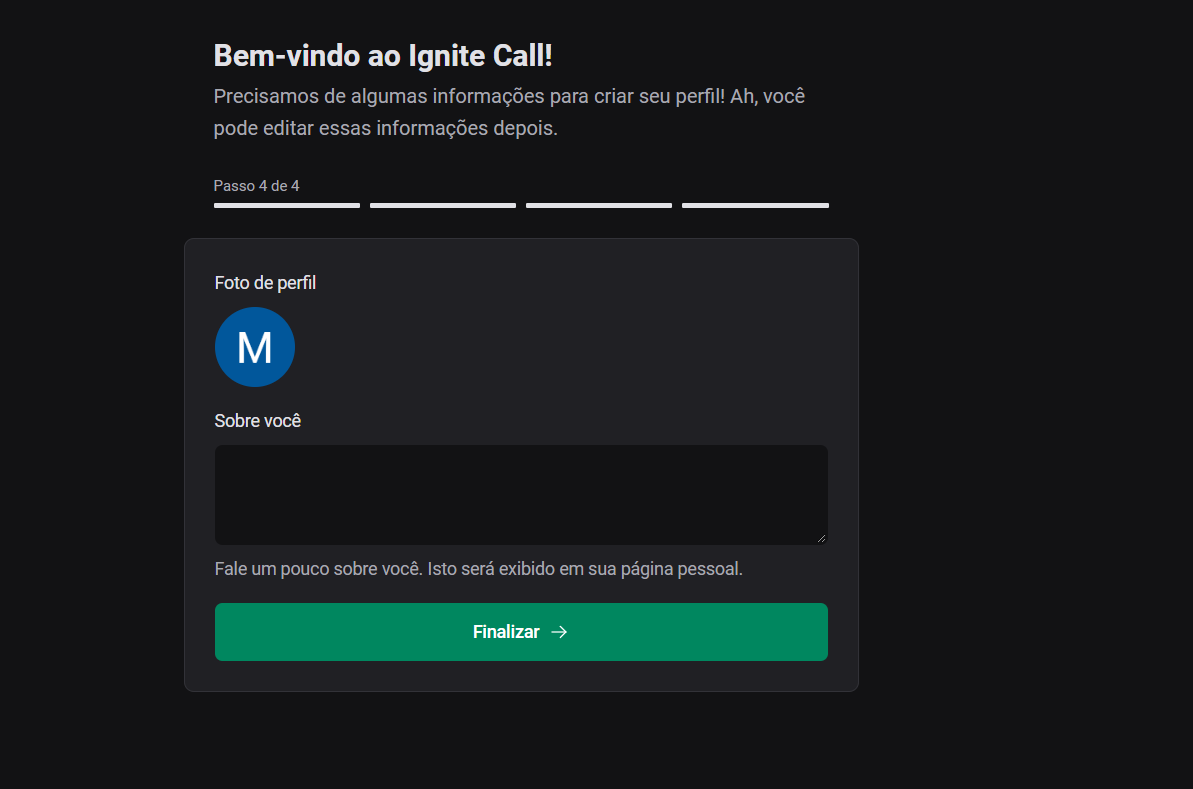 Bem-vindo ao Ignite Call!
Precisamos de algumas informações para criar seu perfil! Ah, você
pode editar essas informações depois.
Passo 4 de 4
Foto de perfil
M
Sobre você
Fale um pouco sobre você. Isto será exibido em sua página pessoal.
Finalizar →